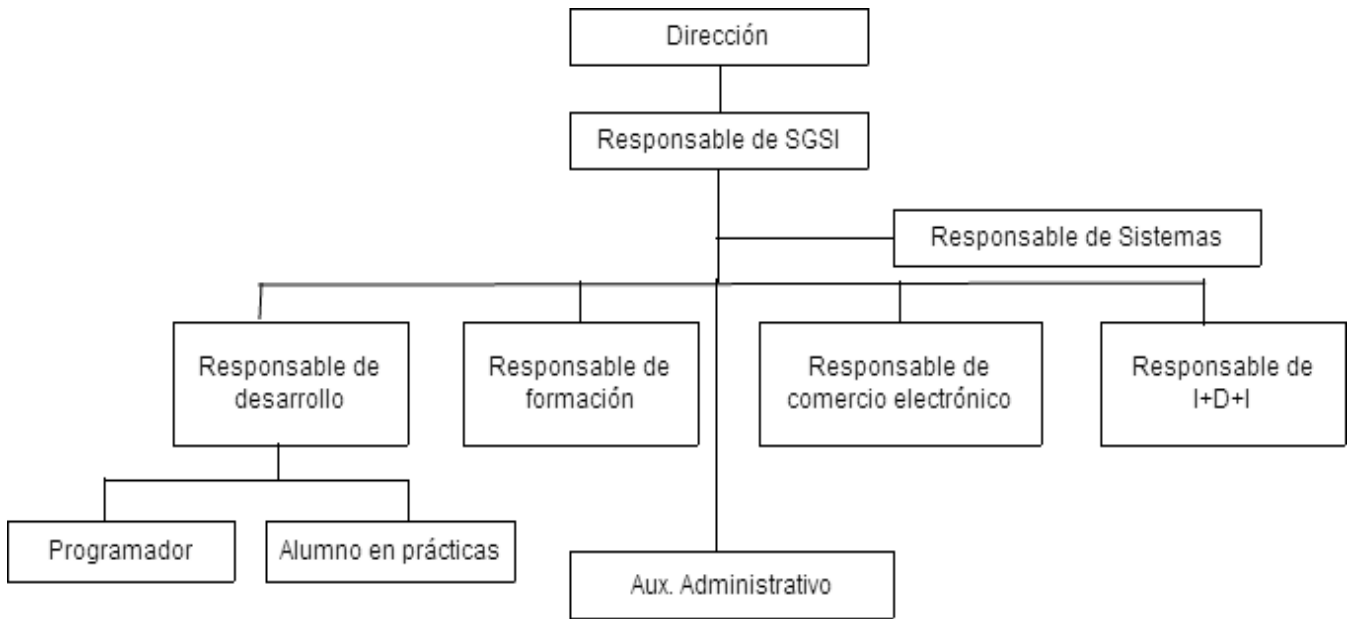 Dirección
Responsable de SGSI
Responsable de Sistemas
Responsable de
desarrollo
Responsable de
formación
Responsable de
comercio electrónico
Responsable de
I+D+I
Programador
Alumno en prácticas
Aux. Administrativo